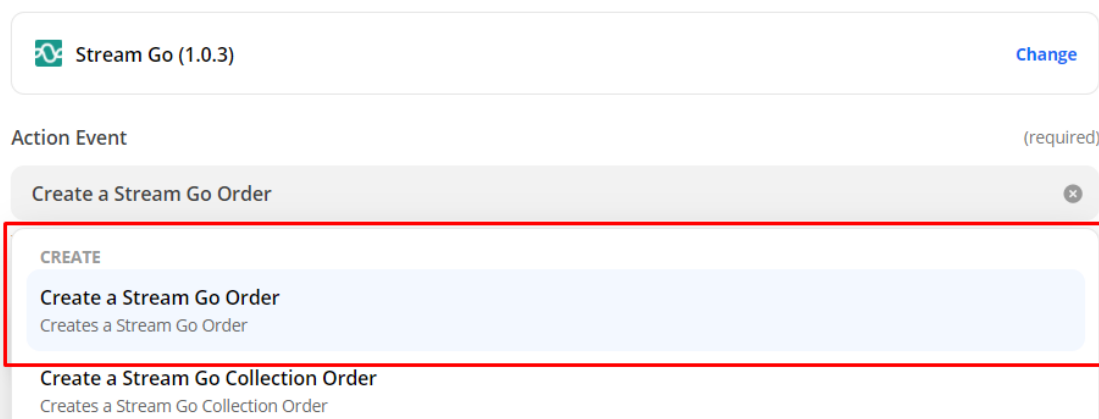 Stream Go (1.0.3)
Change
Action Event
(required)
Create a Stream Go Order
CREATE
Create a Stream Go Order
Creates a Stream Go Order
Create a Stream Go Collection Order
Creates a Stream Go Collection Order